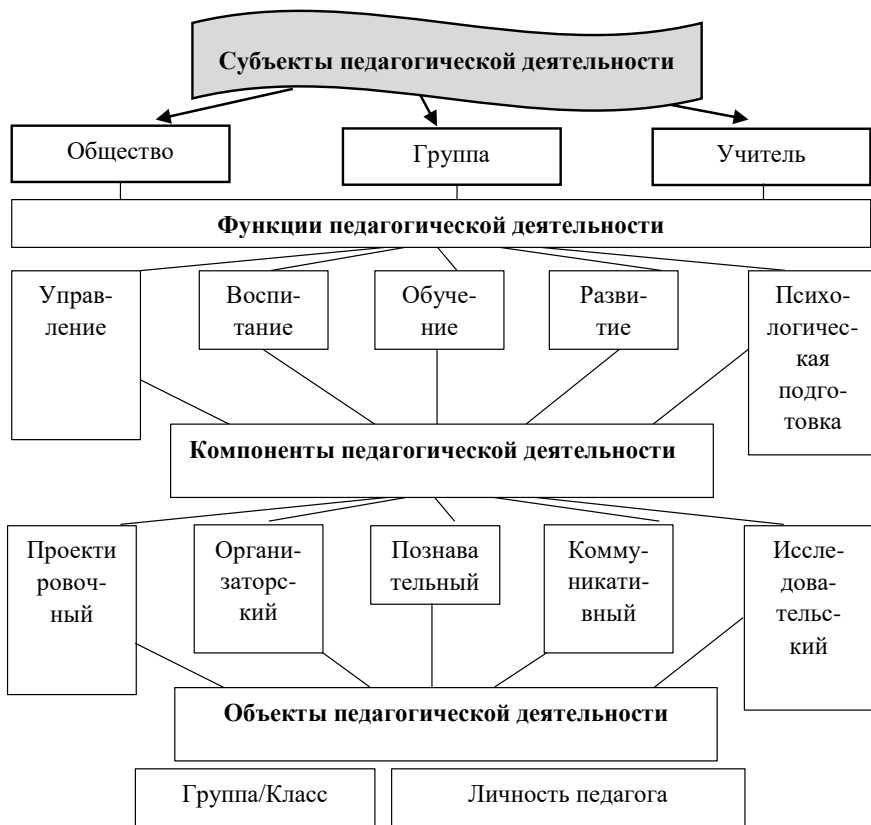 Субъекты педагогической деятельности
Общество
Группа
Учитель
Функции педагогической деятельности
Управ-
ление
Воспи-
тание
Обуче-
ние
Разви-
тие
Психо-
логичес-
кая
подго-
товка
Компоненты педагогической деятельности
Проекти
ровоч-
ный
Органи-
заторс-
кий
Познава
тельный
Комму-
никати-
вный
Иссле-
дова-
тельс-
кий
Объекты педагогической деятельности
Группа/Класс
Личность педагога